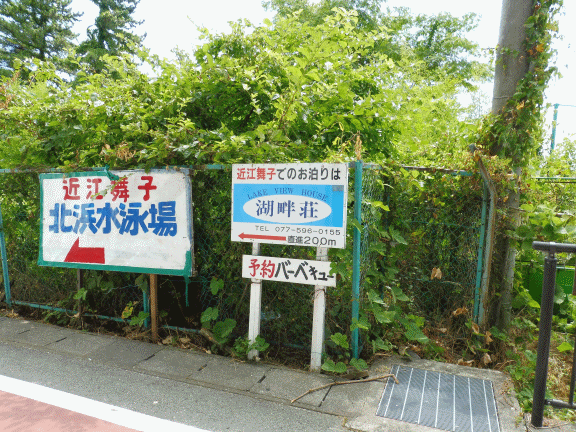 近江舞子
北浜水泳場
近江舞子でのお泊りは
LAKE VIEW HOUSE
湖畔荘
TEL 077-596-0155
直進200m
予約バーベキュー